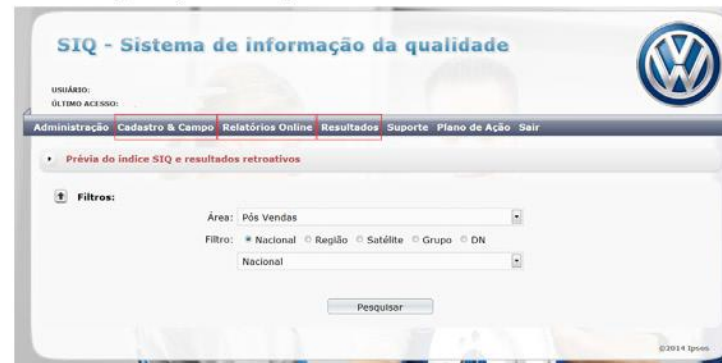 SIQ - Sistema de informação da qualidade
USUÁRIO:
ÚLTIMO ACESSO:
Administração Cadastro & Campo Relatórios Online Resultados Suporte Plano de Ação Sair
Prévia do índice SIQ e resultados retroativos
Filtros:
Área: Pós Vendas
Filtro: Nacional Região Satélite Grupo DN
Nacional
Pesquisar
©2014 Ipsos